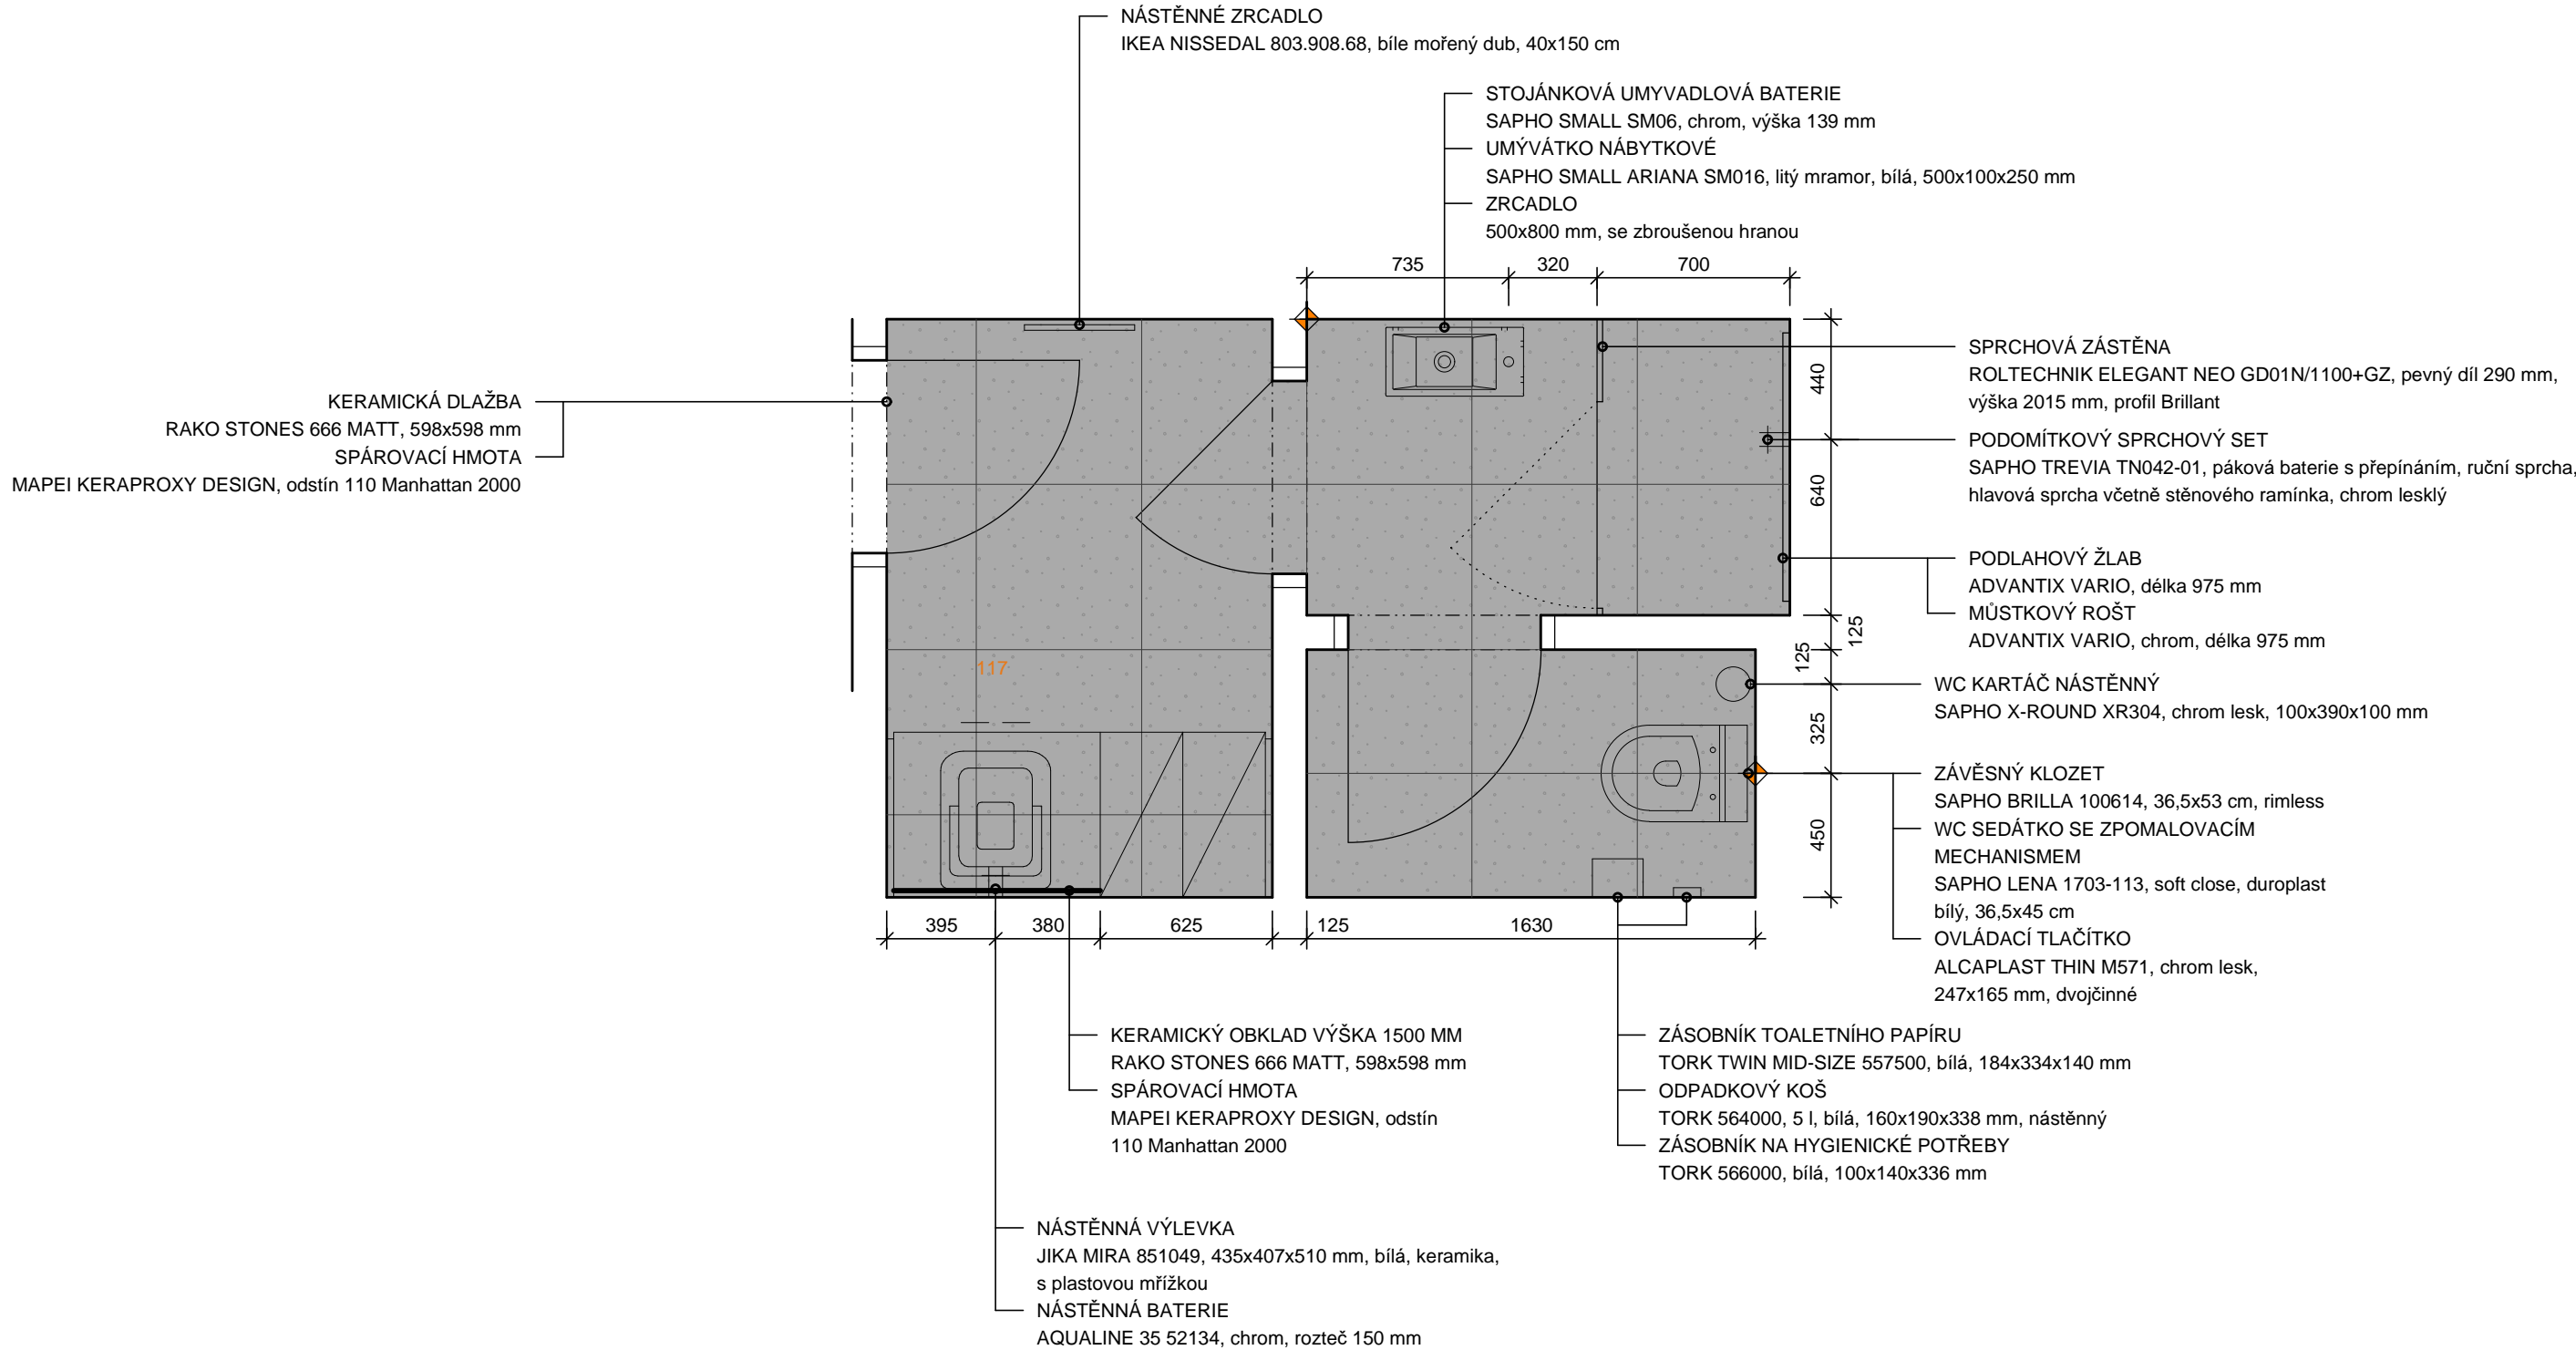 NÁSTĚNNÉ ZRCADLO
IKEA NISSEDAL 803.908.68, bíle mořený dub, 40x150 cm
STOJÁNKOVÁ UMYVADLOVÁ BATERIE
SAPHO SMALL SM06, chrom, výška 139 mm
UMÝVÁTKO NÁBYTKOVÉ
SAPHO SMALL ARIANA SM016, litý mramor, bílá, 500x100x250 mm
ZRCADLO
500x800 mm, se zbroušenou hranou
735
320
700
KERAMICKÁ DLAŽBA
RAKO STONES 666 MATT, 598x598 mm
SPÁROVACÍ HMOTA
MAPEI KERAPROXY DESIGN, odstín 110 Manhattan 2000
440
640
125
125
325
450
SPRCHOVÁ ZÁSTĚNA
ROLTECHNIK ELEGANT NEO GD01N/1100+GZ, pevný díl 290 mm,
výška 2015 mm, profil Brillant
PODOMÍTKOVÝ SPRCHOVÝ SET
SAPHO TREVIA TN042-01, páková baterie s přepínáním, ruční sprcha,
hlavová sprcha včetně stěnového ramínka, chrom lesklý
PODLAHOVÝ ŽLAB
ADVANTIX VARIO, délka 975 mm
MŮSTKOVÝ ROŠT
ADVANTIX VARIO, chrom, délka 975 mm
WC KARTÁČ NÁSTĚNNÝ
SAPHO X-ROUND XR304, chrom lesk, 100x390x100 mm
ZÁVĚSNÝ KLOZET
SAPHO BRILLA 100614, 36,5x53 cm, rimless
WC SEDÁTKO SE ZPOMALOVACÍM
MECHANISMEM
SAPHO LENA 1703-113, soft close, duroplast
bílý, 36,5x45 cm
OVLÁDACÍ TLAČÍTKO
ALCAPLAST THIN M571, chrom lesk,
247x165 mm, dvojčinné
117
395
380
625
125
1630
KERAMICKÝ OBKLAD VÝŠKA 1500 MM
RAKO STONES 666 MATT, 598x598 mm
SPÁROVACÍ HMOTA
MAPEI KERAPROXY DESIGN, odstín
110 Manhattan 2000
ZÁSOBNÍK TOALETNÍHO PAPÍRU
TORK TWIN MID-SIZE 557500, bílá, 184x334x140 mm
ODPADKOVÝ KOŠ
TORK 564000, 5 l, bílá, 160x190x338 mm, nástěnný
ZÁSOBNÍK NA HYGIENICKÉ POTŘEBY
TORK 566000, bílá, 100x140x336 mm
NÁSTĚNNÁ VÝLEVKA
JIKA MIRA 851049, 435x407x510 mm, bílá, keramika,
s plastovou mřížkou
NÁSTĚNNÁ BATERIE
AQUALINE 35 52134, chrom, rozteč 150 mm